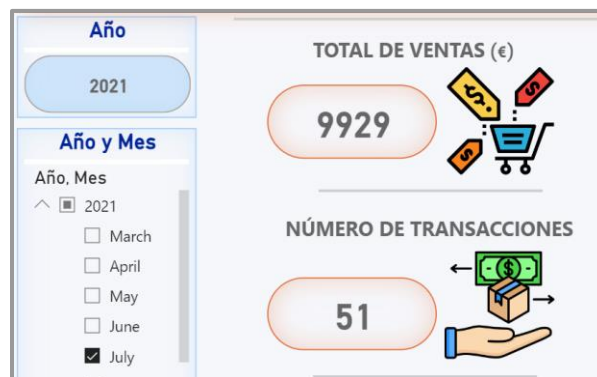 Año
2021
Año y Mes
Año, Mes
2021
March
April
May
June
July
TOTAL DE VENTAS (€)
9929
NÚMERO DE TRANSACCIONES
51